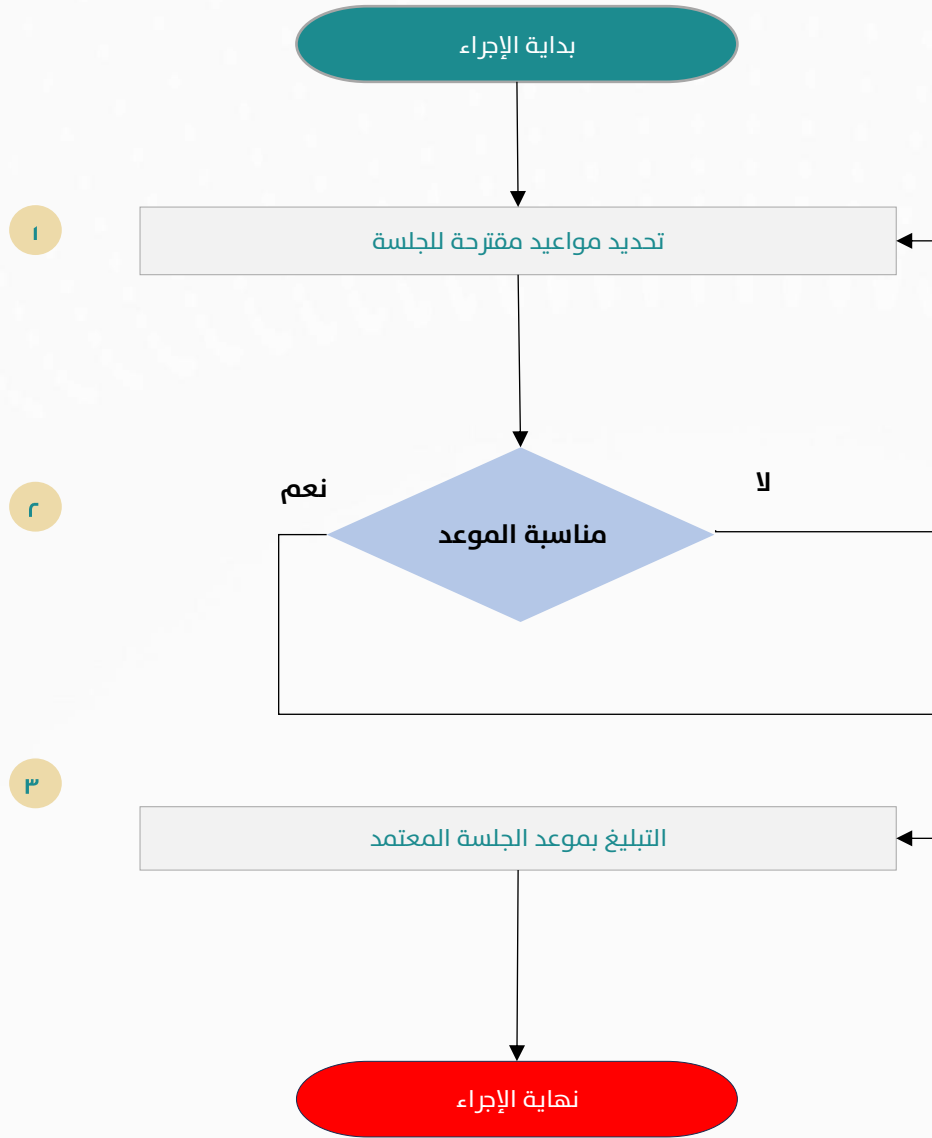 بداية الإجراء
١
تحديد مواعيد مقترحة للجلسة
لا
نعم
٢
مناسبة الموعد
٣
التبليغ بموعد الجلسة المعتمد
نهاية الإجراء